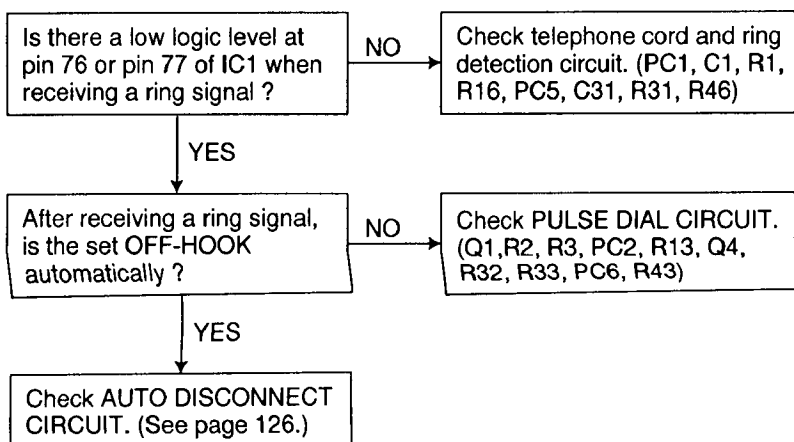 Is there a low logic level at
pin 76 or pin 77 of IC1 when
receiving a ring signal ?
NO
Check telephone cord and ring
detection circuit. (PC1, C1, R1,
R16, PC5, C31, R31, R46)
YES
After receiving a ring signal,
is the set OFF-HOOK
automatically ?
NO
Check PULSE DIAL CIRCUIT.
(Q1,R2, R3, PC2, R13, Q4,
R32, R33, PC6, R43)
YES
Check AUTO DISCONNECT
CIRCUIT. (See page 126.)